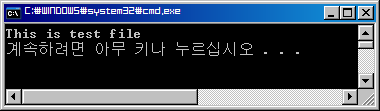 C:#WINDOWS#system32#cmd.exe
This is test file
계속하려면 아무 키나 누르십시오 . . .